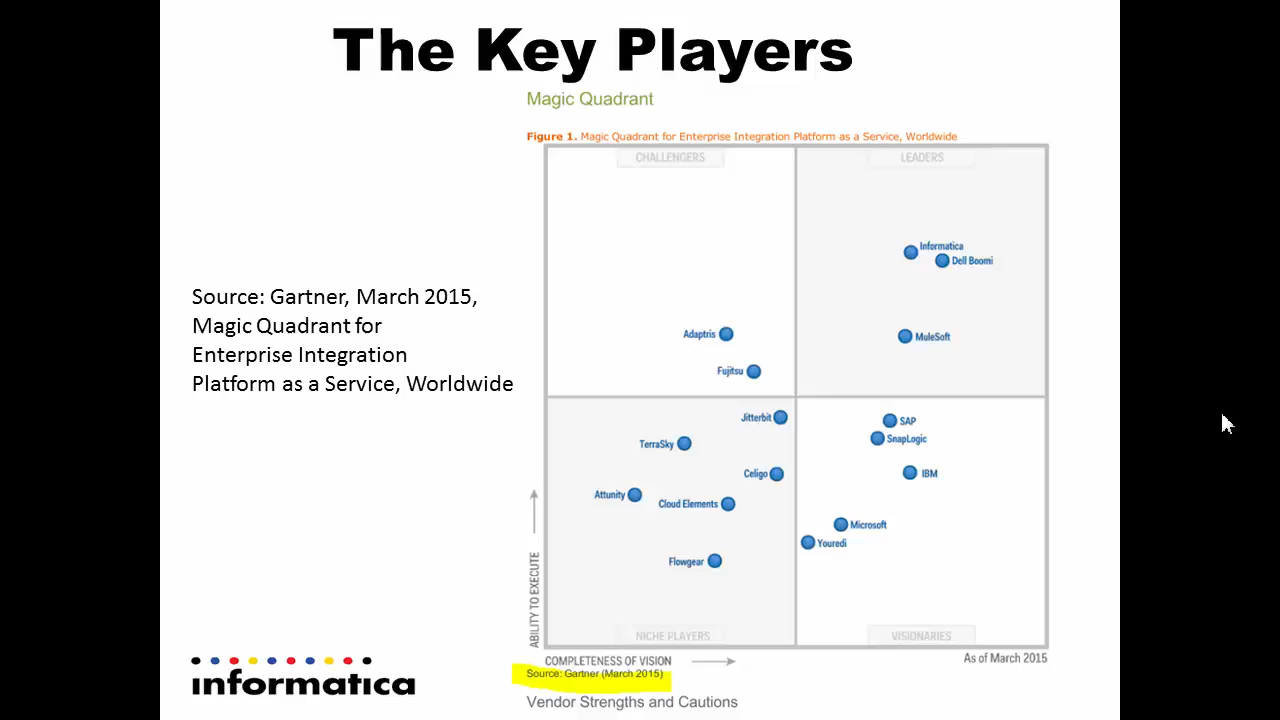 The Key Players
Magic Quadrant
Figure 1. Magic Quadrant for Enterprise Integration Platform as a Service, Worldwide
CHALLENGERS
LEADERS
Informatica
Dell Boomi
Source: Gartner, March 2015,
Magic Quadrant for
Enterprise Integration
Platform as a Service, Worldwide
Adaptris
MuleSoft
Fujitsu
Jitterbit
SAP
TerraSky
SnapLogic
Celigo
IBM
Attunity
Cloud Elements
Microsoft
Youredi
Flowgear
ABILITY TO EXECUTE
NICHE PLAYERS
VISIONARIES
COMPLETENESS OF VISION
As of March 2015
Source: Gartner (March 2015)
informatica
Vendor Strengths and Cautions